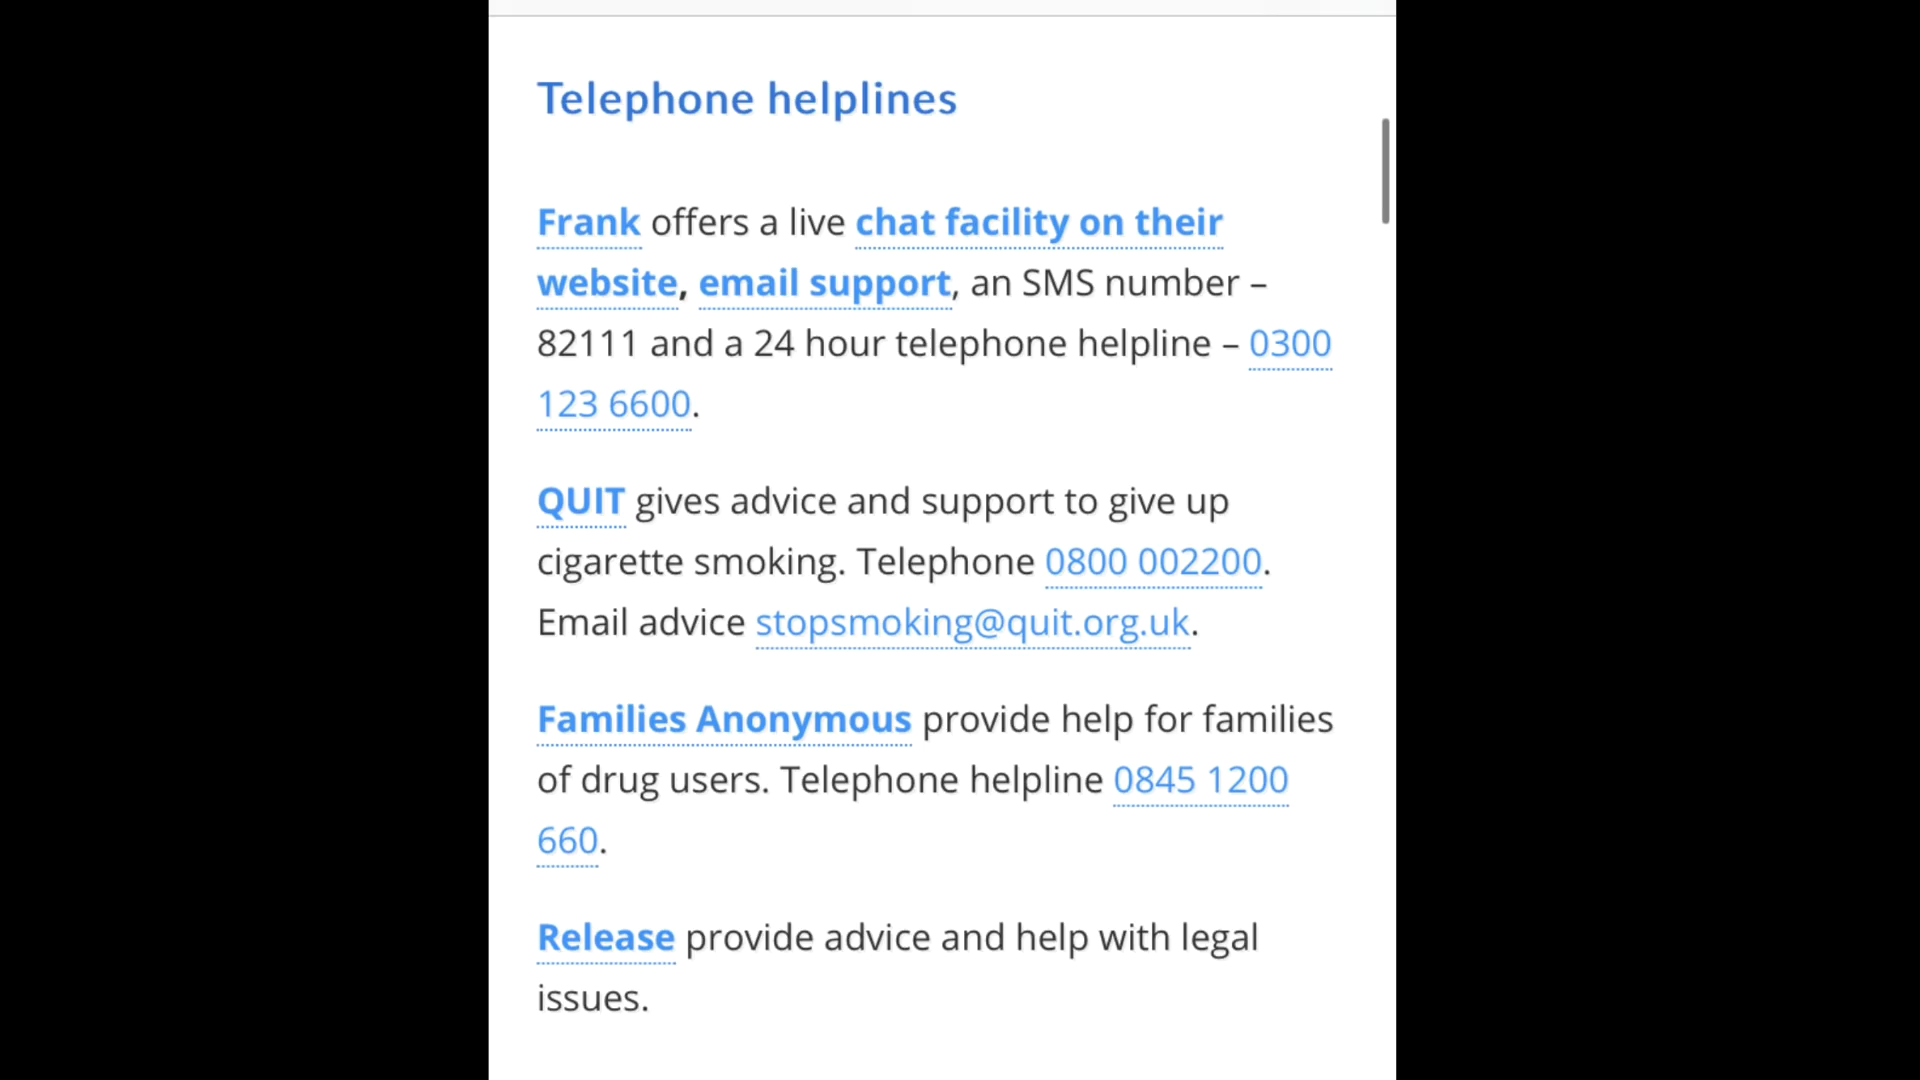 Telephone helplines
Frank offers a live chat facility on their
website, email support, an SMS number –
82111 and a 24 hour telephone helpline – 0300
123 6600.
QUIT gives advice and support to give up
cigarette smoking. Telephone 0800 002200.
Email advice stopsmoking@quit.org.uk.
Families Anonymous provide help for families
of drug users. Telephone helpline 0845 1200
660.
Release provide advice and help with legal
issues.